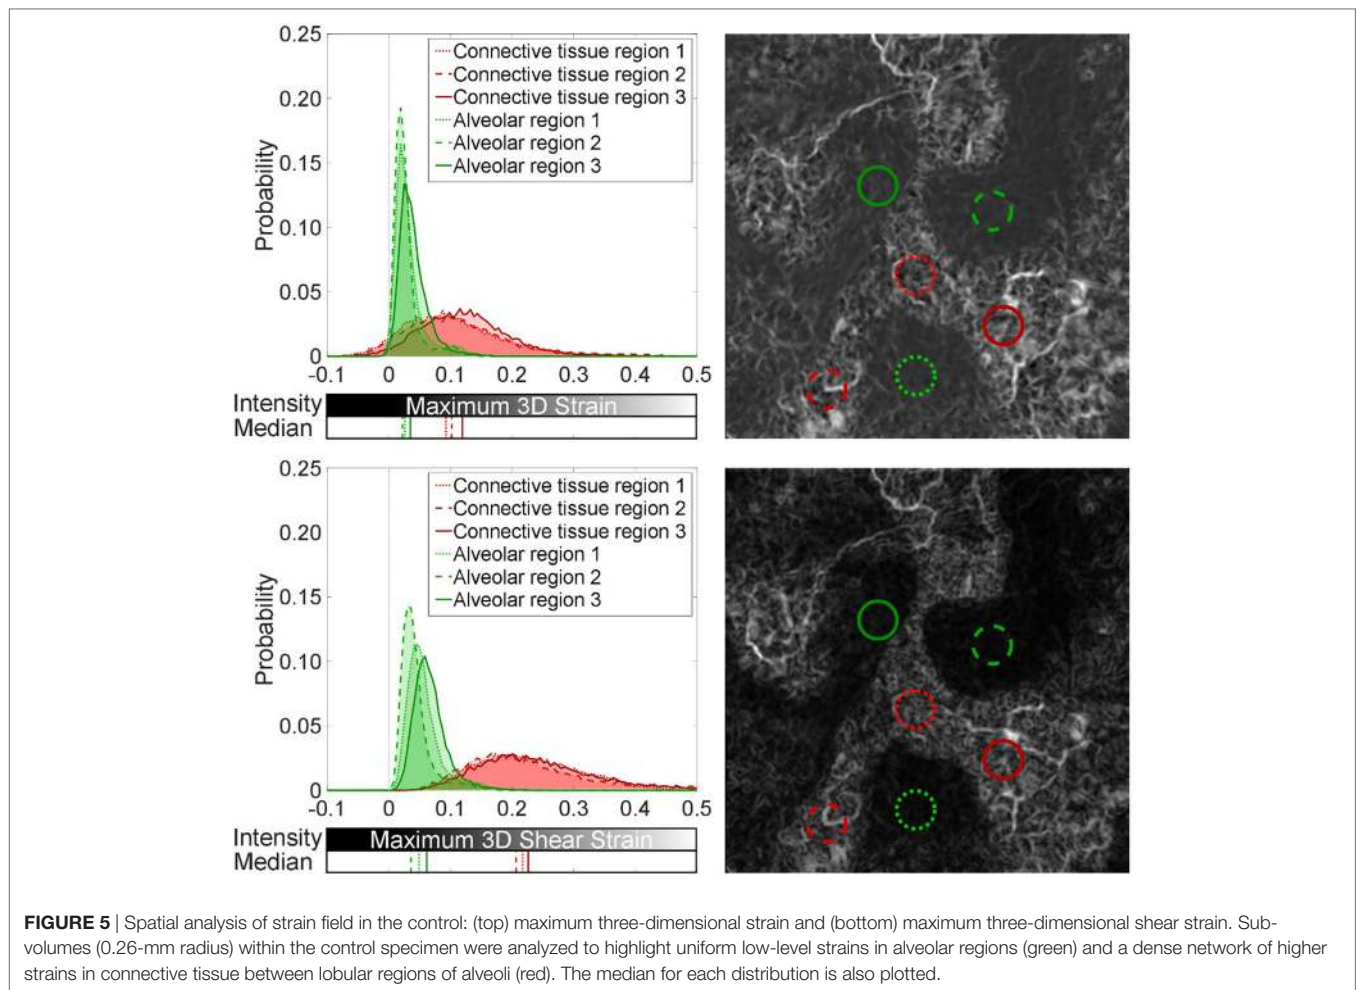 0.25
0.20
0.15
0.10
0.05
0
Probability
Connective tissue region 1
Connective tissue region 2
Connective tissue region 3
Alveolar region 1
Alveolar region 2
Alveolar region 3
-0.1 0 0.1 0.2 0.3 0.4 0.5
Intensity Maximum 3D Strain
Median
0.25
0.20
0.15
0.10
0.05
0
Probability
Connective tissue region 1
Connective tissue region 2
Connective tissue region 3
Alveolar region 1
Alveolar region 2
Alveolar region 3
-0.1 0 0.1 0.2 0.3 0.4 0.5
Intensity Maximum 3D Shear Strain
Median
FIGURE 5 | Spatial analysis of strain field in the control: (top) maximum three-dimensional strain and (bottom) maximum three-dimensional shear strain. Sub-
volumes (0.26-mm radius) within the control specimen were analyzed to highlight uniform low-level strains in alveolar regions (green) and a dense network of higher
strains in connective tissue between lobular regions of alveoli (red). The median for each distribution is also plotted.